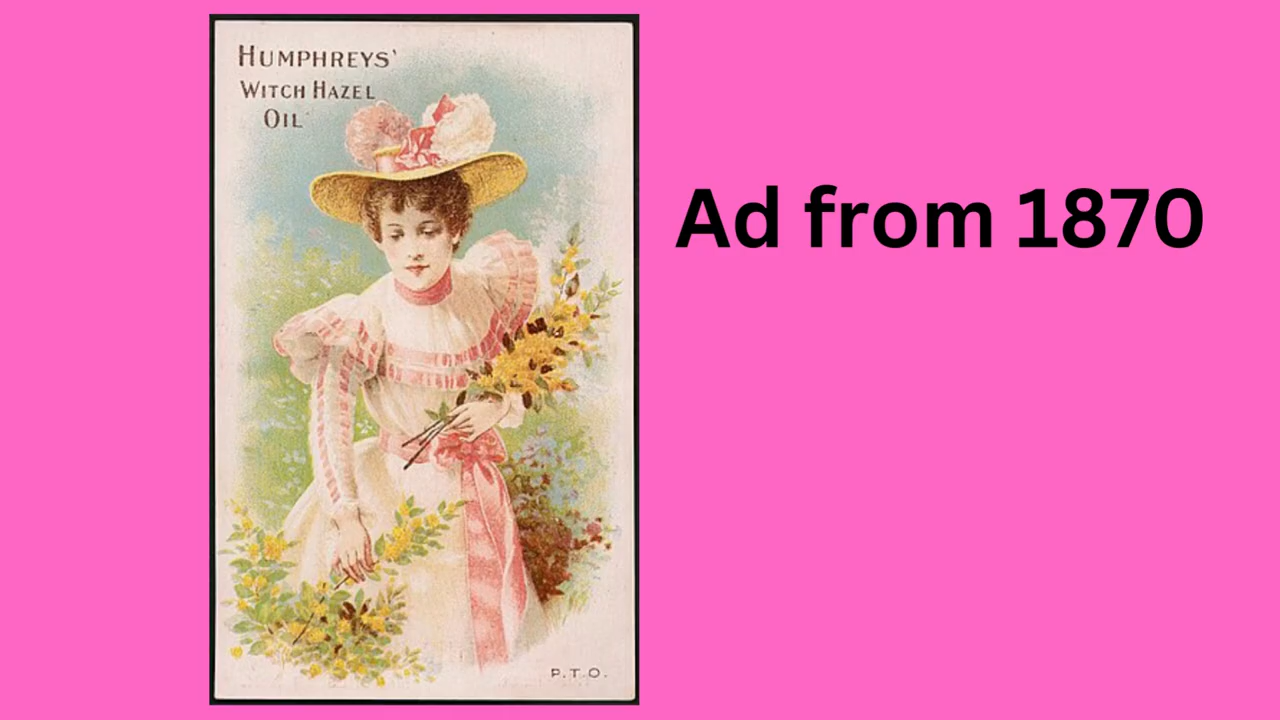 HUMPHREYS'
WITCH HAZEL
OIL
Ad from 1870
P.T.O.